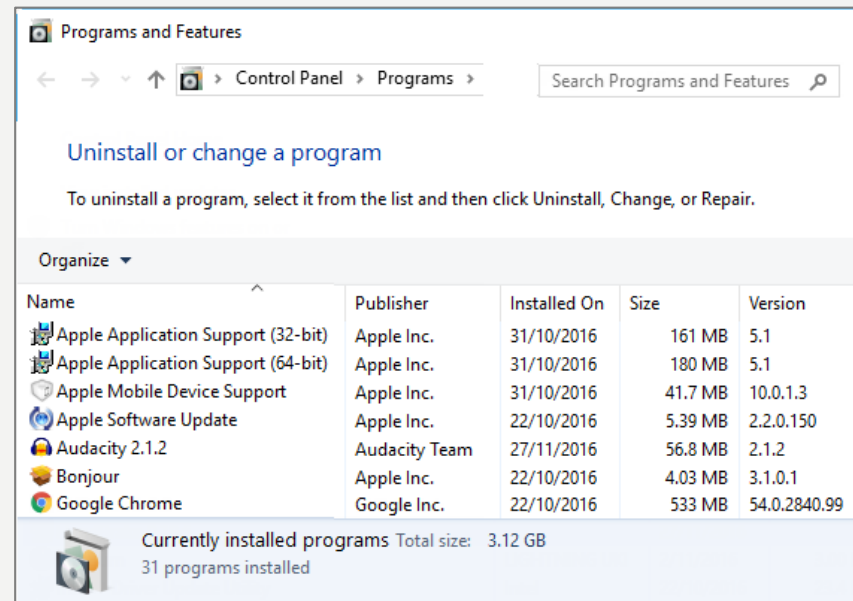 Programs and Features
Control Panel > Programs > Search Programs and Features
Uninstall or change a program
To uninstall a program, select it from the list and then click Uninstall, Change, or Repair.
Organize
Name Publisher Installed On Size Version
Apple Application Support (32-bit) Apple Inc. 31/10/2016 161 MB 5.1
Apple Application Support (64-bit) Apple Inc. 31/10/2016 180 MB 5.1
Apple Mobile Device Support Apple Inc. 31/10/2016 41.7 MB 10.0.1.3
Apple Software Update Apple Inc. 22/10/2016 5.39 MB 2.2.0.150
Audacity 2.1.2 Audacity Team 27/11/2016 56.8 MB 2.1.2
Bonjour Apple Inc. 22/10/2016 4.03 MB 3.1.0.1
Google Chrome Google Inc. 22/10/2016 533 MB 54.0.2840.99
Currently installed programs Total size: 3.12 GB
31 programs installed